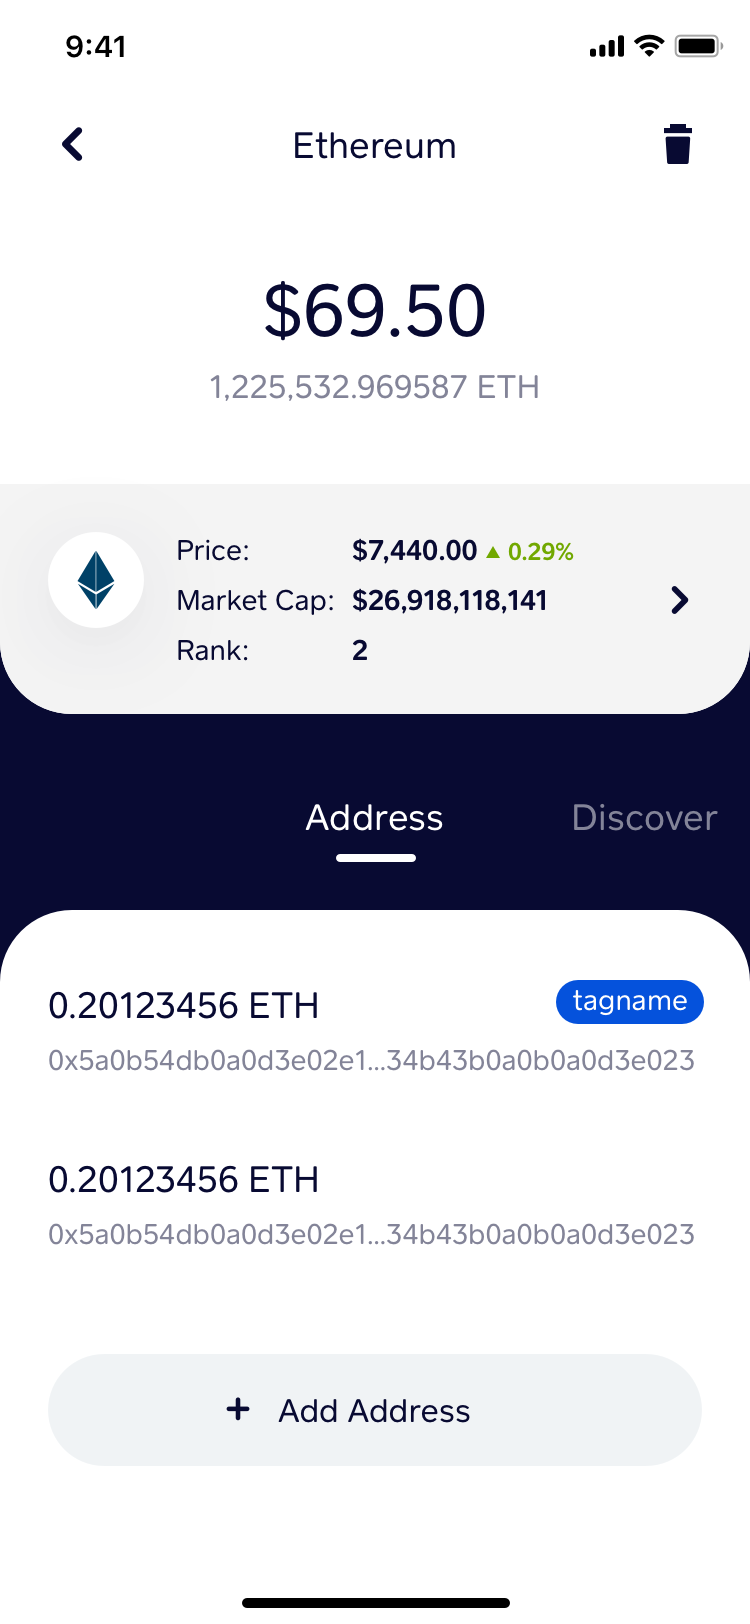 9:41
Ethereum
$69.50
1,225,532.969587 ETH
Price: $7,440.00 ▲ 0.29%
Market Cap: $26,918,118,141
Rank: 2
Address Discover
0.20123456 ETH tagname
0x5a0b54db0a0d3e02e1...34b43b0a0b0a0d3e023
0.20123456 ETH
0x5a0b54db0a0d3e02e1...34b43b0a0b0a0d3e023
+ Add Address